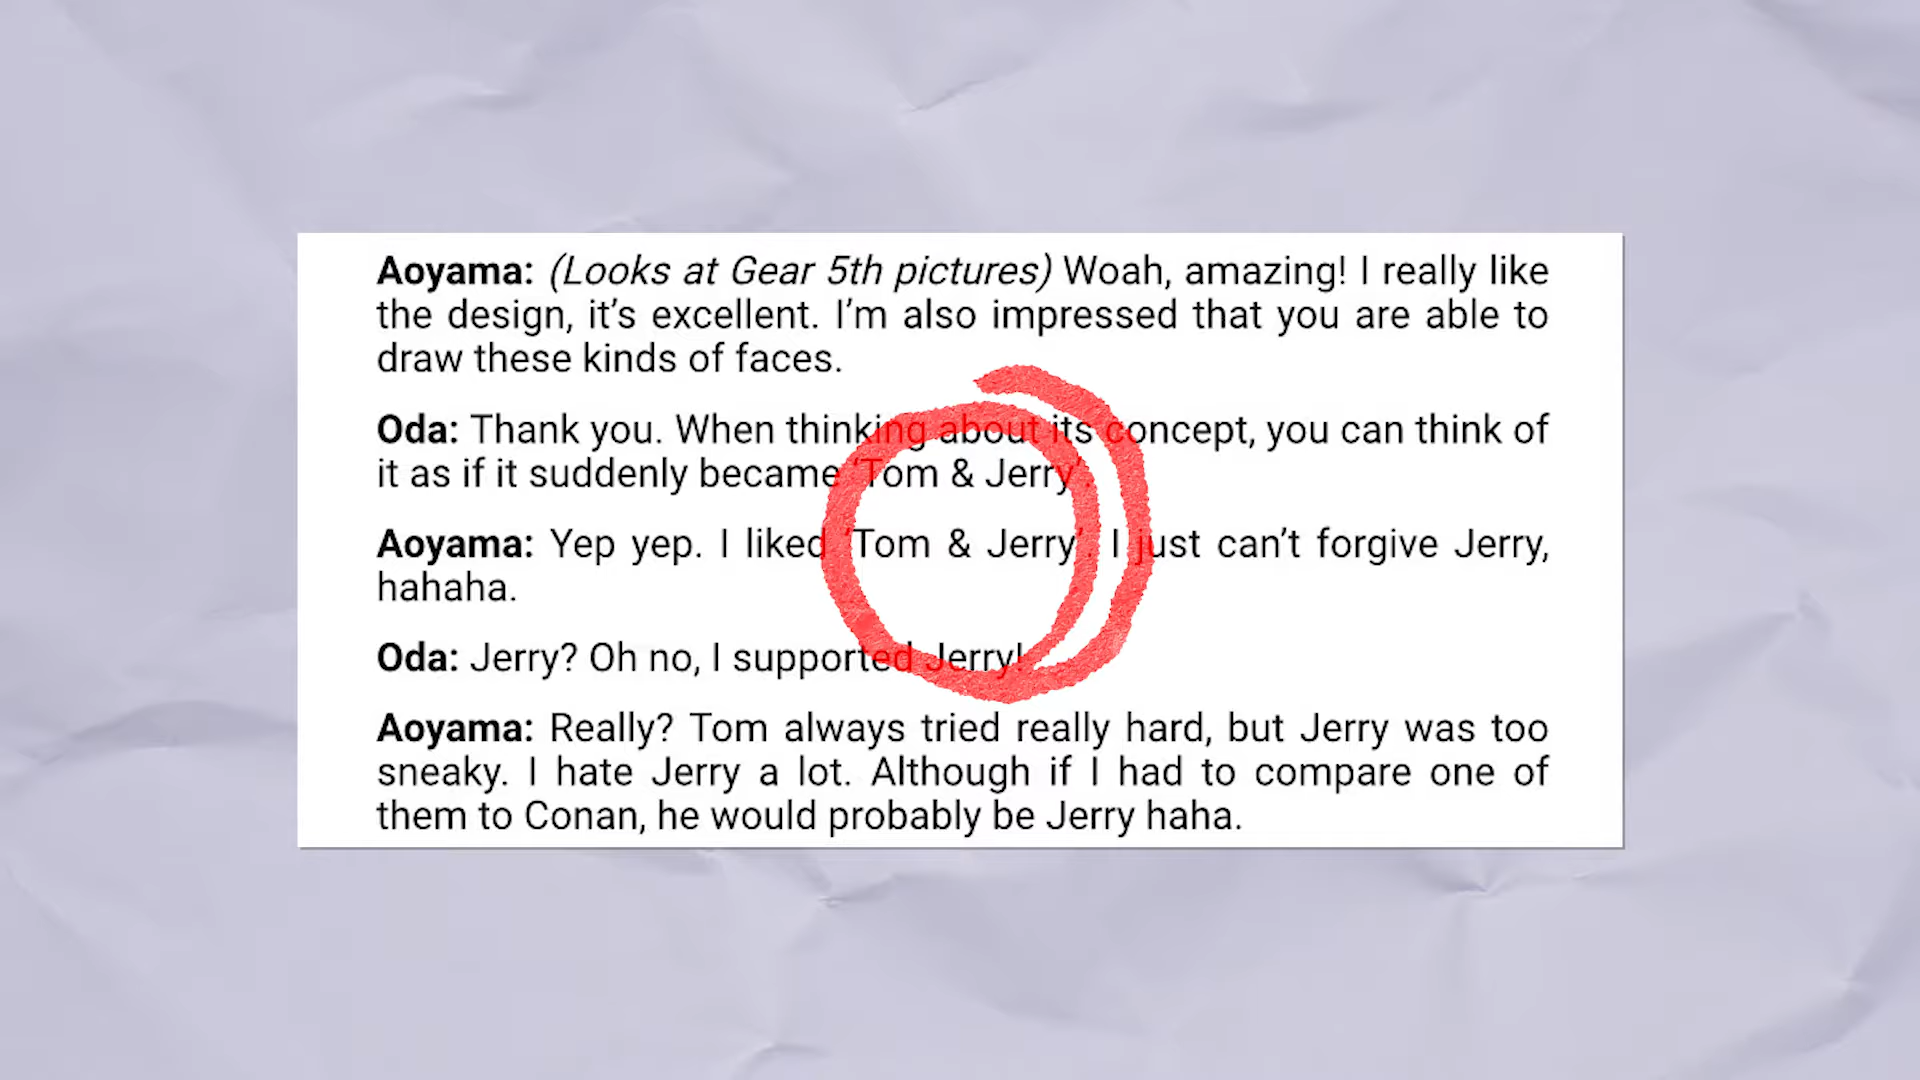 Aoyama: (Looks at Gear 5th pictures) Woah, amazing! I really like
the design, it’s excellent. I’m also impressed that you are able to
draw these kinds of faces.
Oda: Thank you. When thinking about its concept, you can think of
it as if it suddenly became ‘Tom & Jerry’.
Aoyama: Yep yep. I liked ‘Tom & Jerry’. I just can’t forgive Jerry,
hahaha.
Oda: Jerry? Oh no, I supported Jerry!
Aoyama: Really? Tom always tried really hard, but Jerry was too
sneaky. I hate Jerry a lot. Although if I had to compare one of
them to Conan, he would probably be Jerry haha.